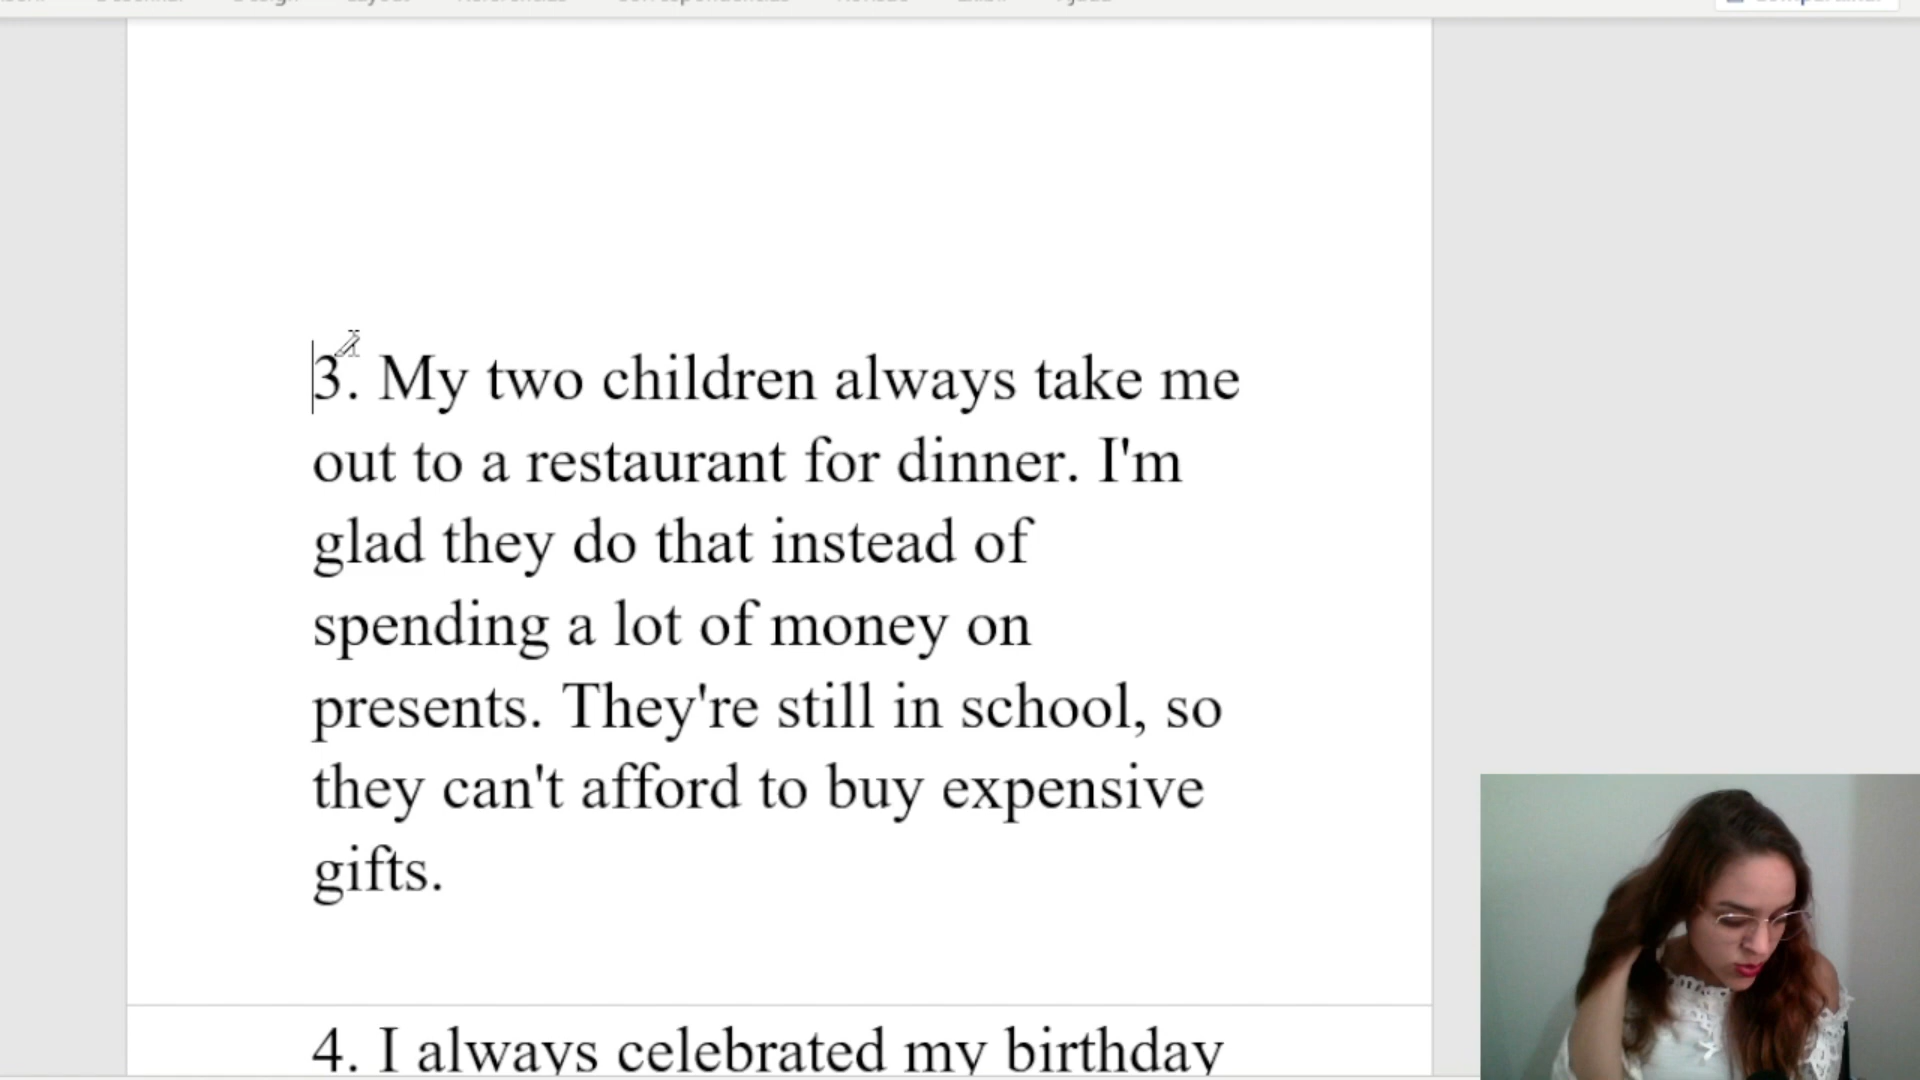 Design Layout
3. My two children always take me
out to a restaurant for dinner. I'm
glad they do that instead of
spending a lot of money on
presents. They're still in school, so
they can't afford to buy expensive
gifts.
4. I always celebrated my birthday